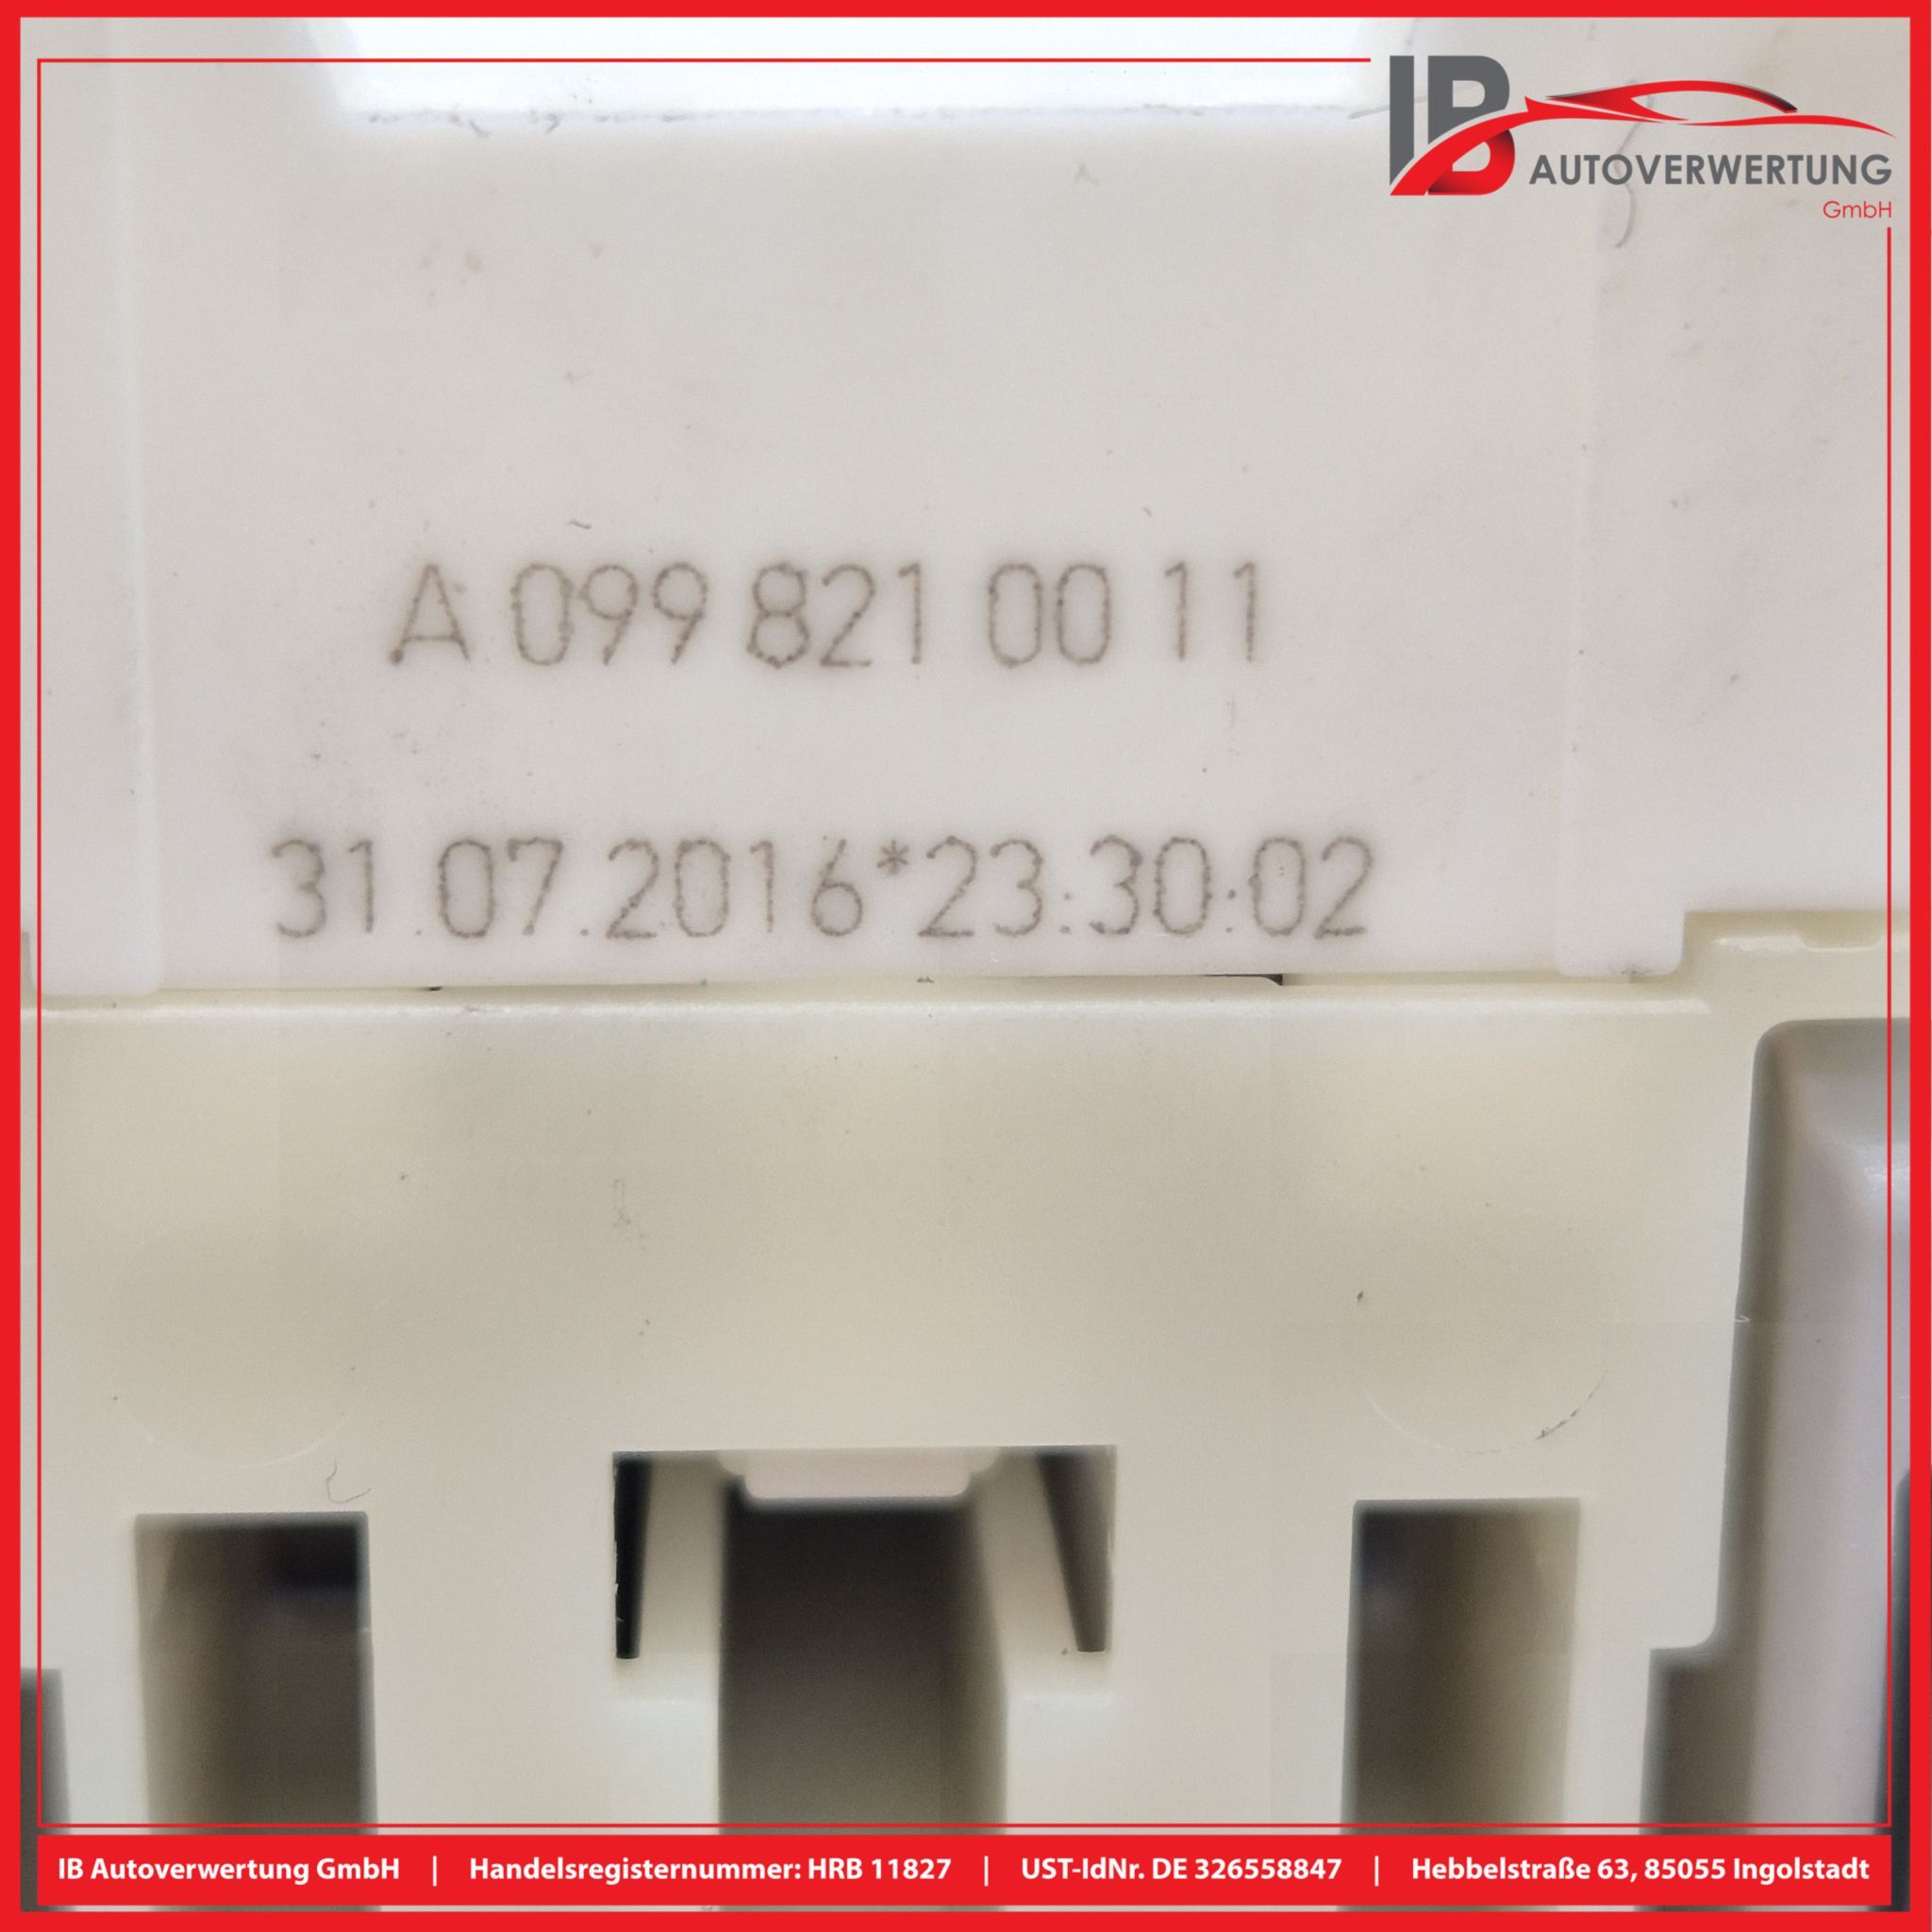 IB
AUTOVERWERTUNG
GmbH
A 099 821 00 11
31.07.2016*23:30:02
IB Autoverwertung GmbH | Handelsregisternummer: HRB 11827 | UST-IdNr. DE 326558847 | Hebbelstraße 63, 85055 Ingolstadt